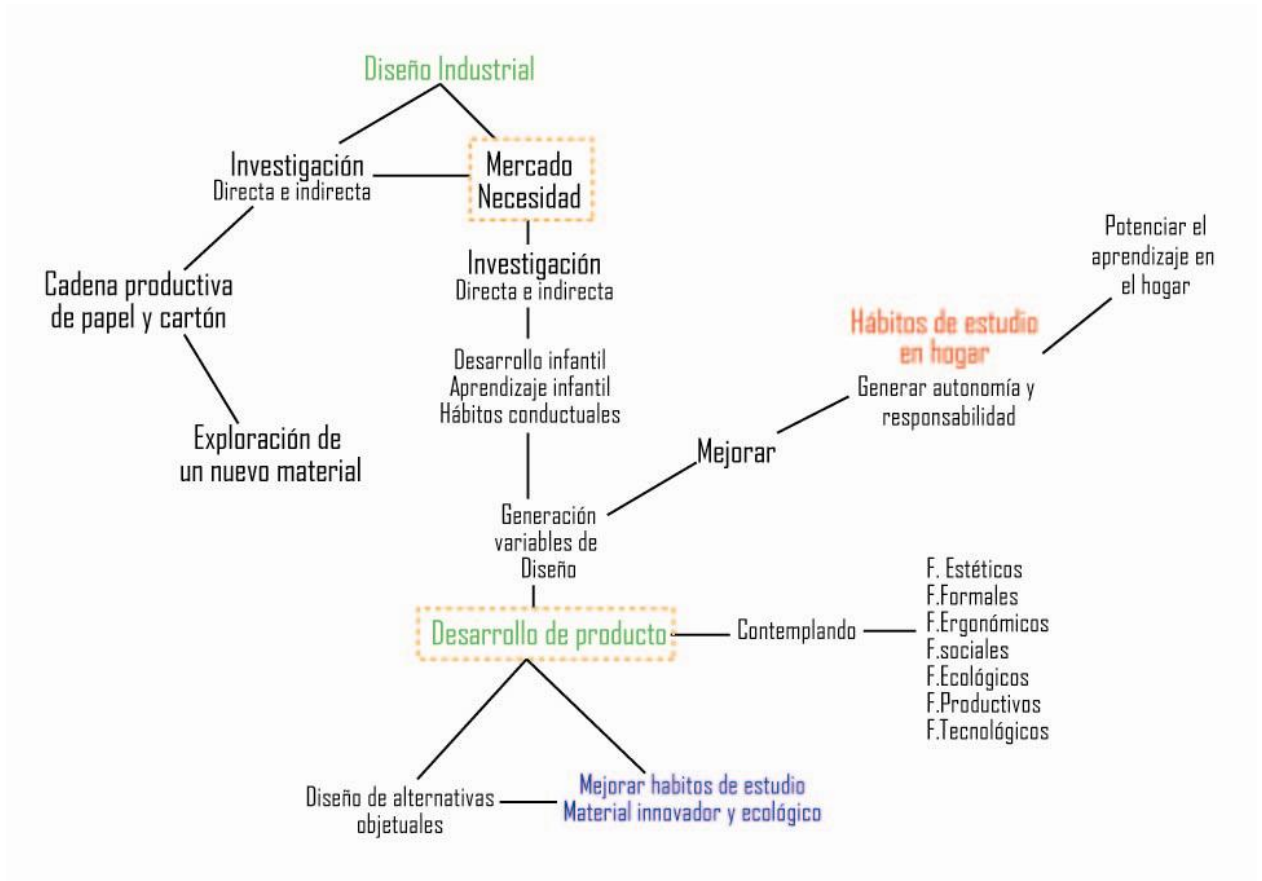 Diseño Industrial
Investigación
Directa e indirecta
Mercado
Necesidad
Cadena productiva
de papel y cartón
Exploración de
un nuevo material
Investigación
Directa e indirecta
Desarrollo infantil
Aprendizaje infantil
Hábitos conductuales
Generación
variables de
Diseño
Mejorar
Hábitos de estudio
en hogar
Generar autonomía y
responsabilidad
Potenciar el
aprendizaje en
el hogar
Desarrollo de producto
Contemplando
F. Estéticos
F.Formales
F.Ergonómicos
F.sociales
F.Ecológicos
F.Productivos
F.Tecnológicos
Diseño de alternativas
objetuales
Mejorar habitos de estudio
Material innovador y ecológico